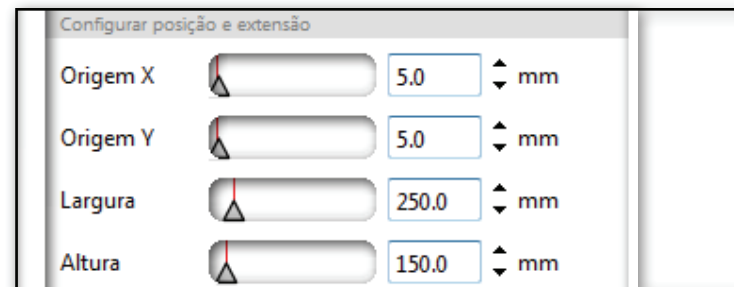 Configurar posição e extensão
Origem X 5.0 mm
Origem Y 5.0 mm
Largura 250.0 mm
Altura 150.0 mm